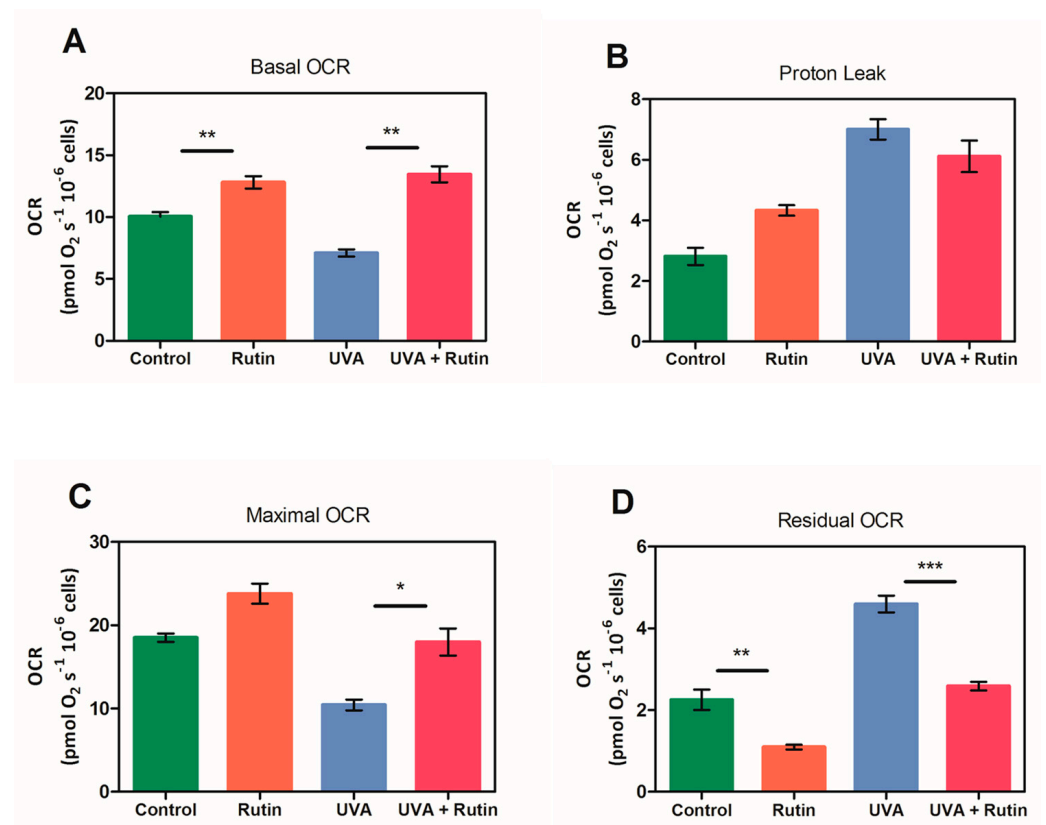 A
Basal OCR
20
15
10
5
0
OCR
(pmol O₂ s⁻¹ 10⁻⁶ cells)
**
**
Control Rutin UVA UVA + Rutin
B
Proton Leak
8
6
4
2
0
OCR
(pmol O₂ s⁻¹ 10⁻⁶ cells)
Control Rutin UVA UVA + Rutin
C
Maximal OCR
30
20
10
0
OCR
(pmol O₂ s⁻¹ 10⁻⁶ cells)
*
Control Rutin UVA UVA + Rutin
D
Residual OCR
6
4
2
0
OCR
(pmol O₂ s⁻¹ 10⁻⁶ cells)
***
**
Control Rutin UVA UVA + Rutin